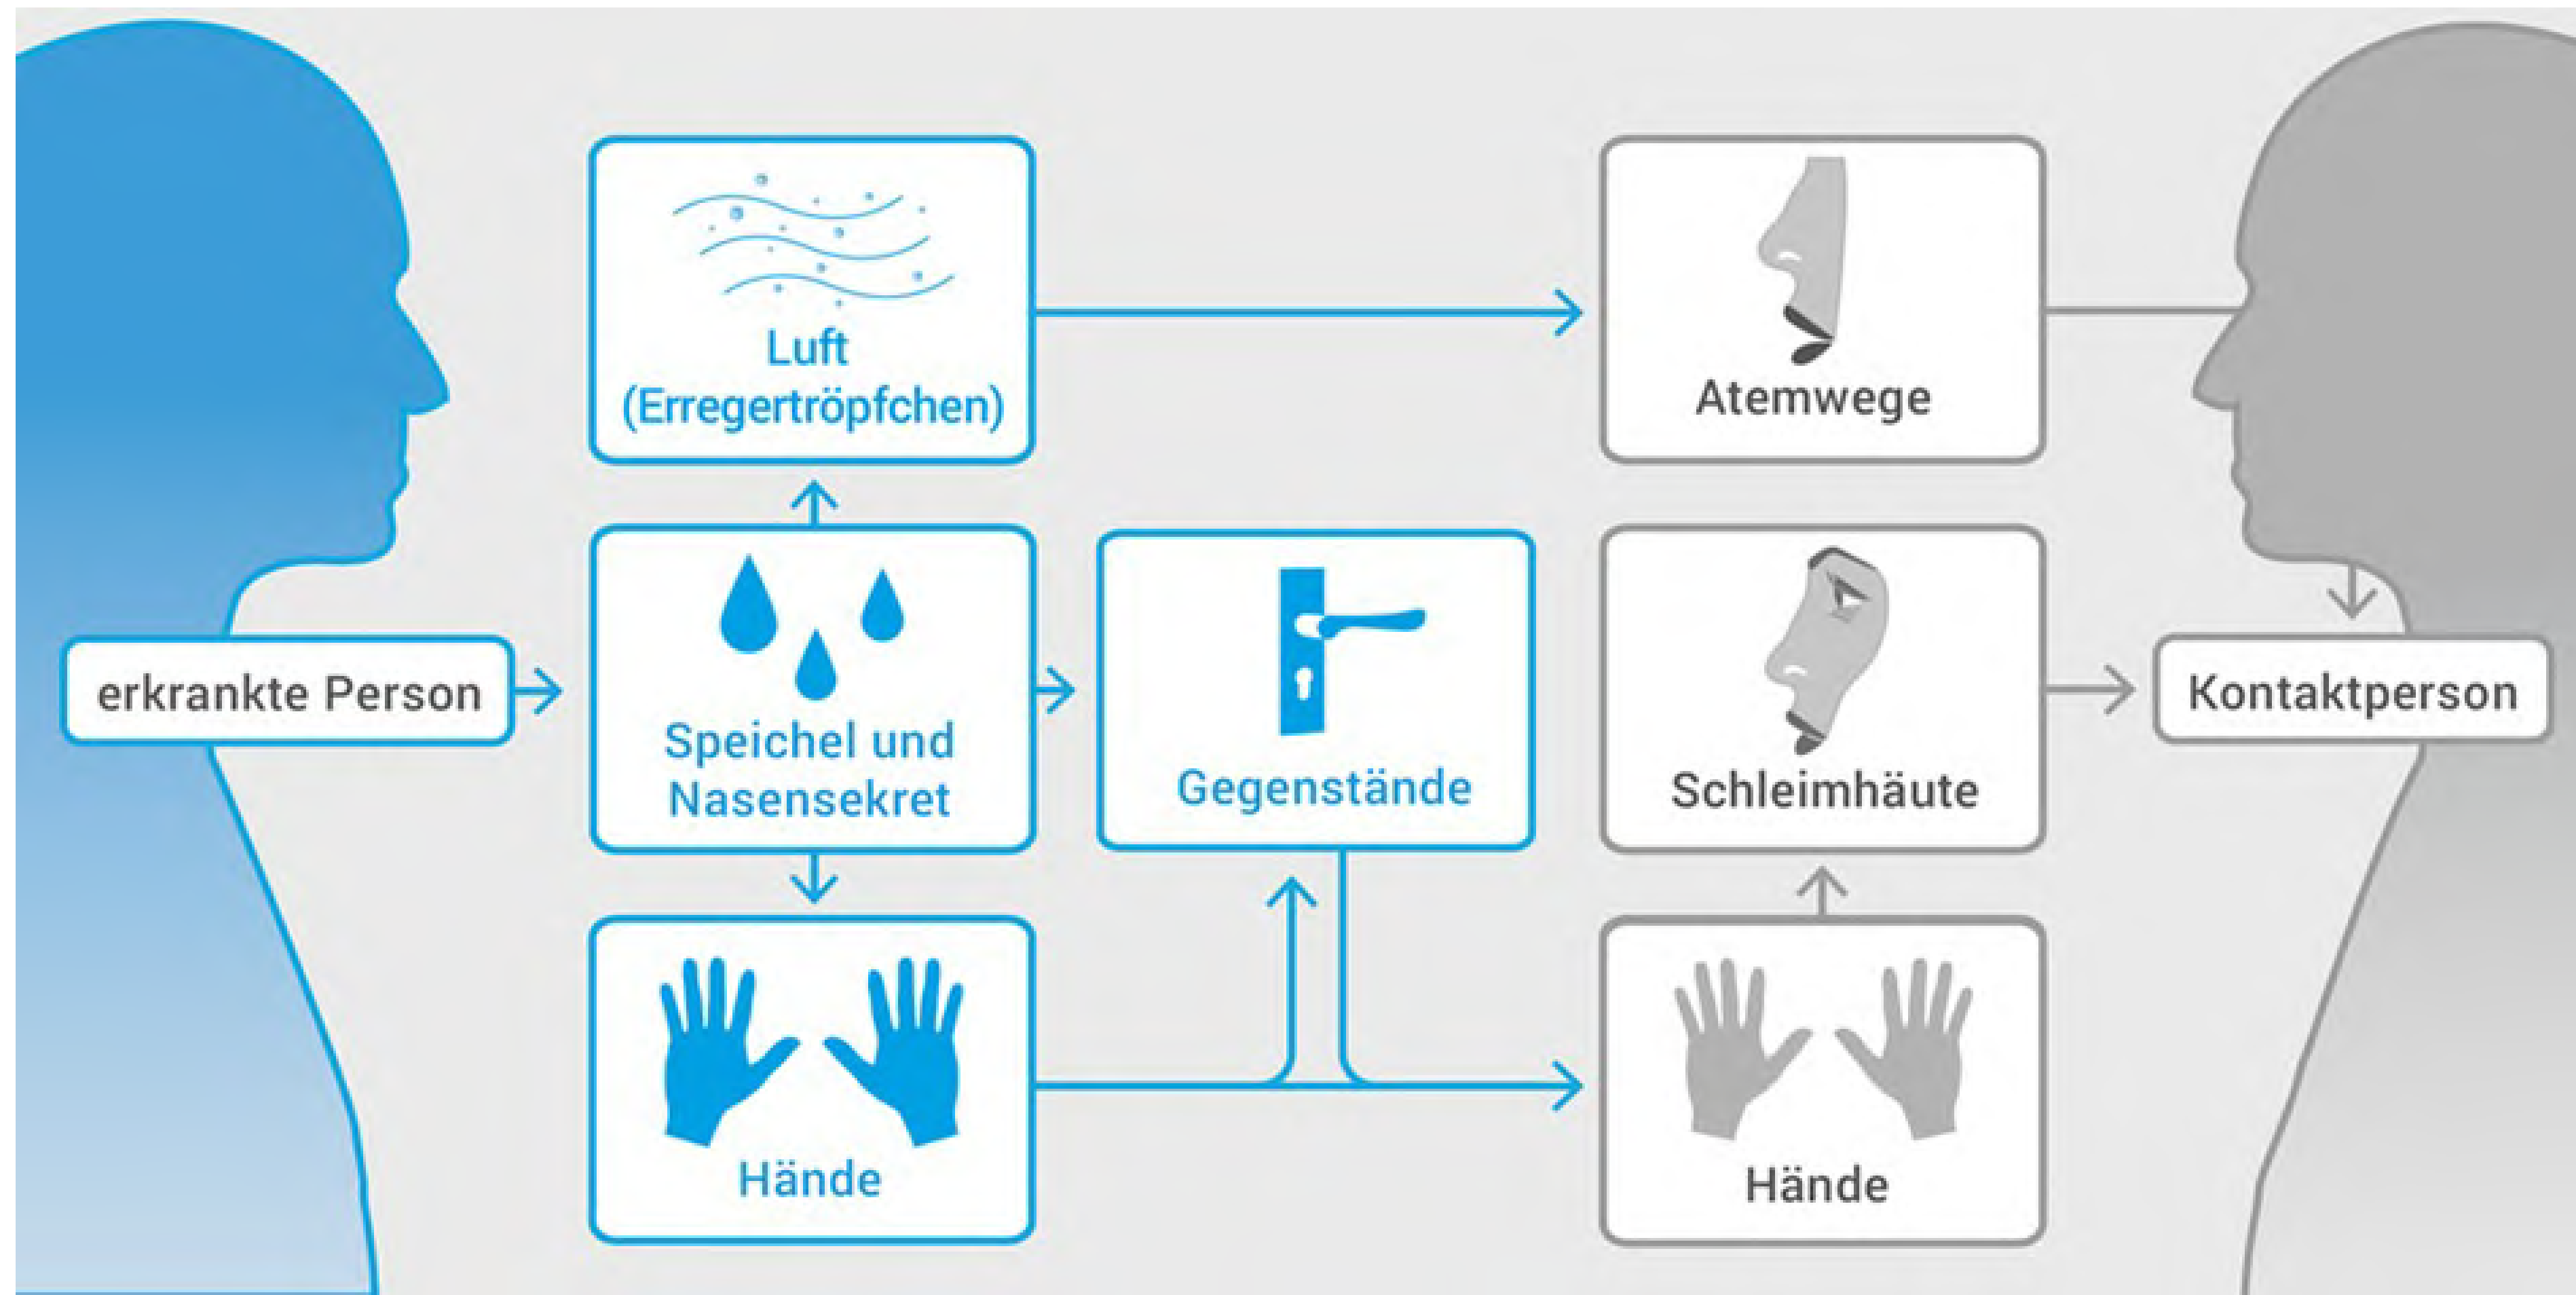 Luft
(Erregertröpfchen)
Atemwege
erkrankte Person
Speichel und
Nasensekret
Gegenstände
Schleimhäute
Kontaktperson
Hände
Hände